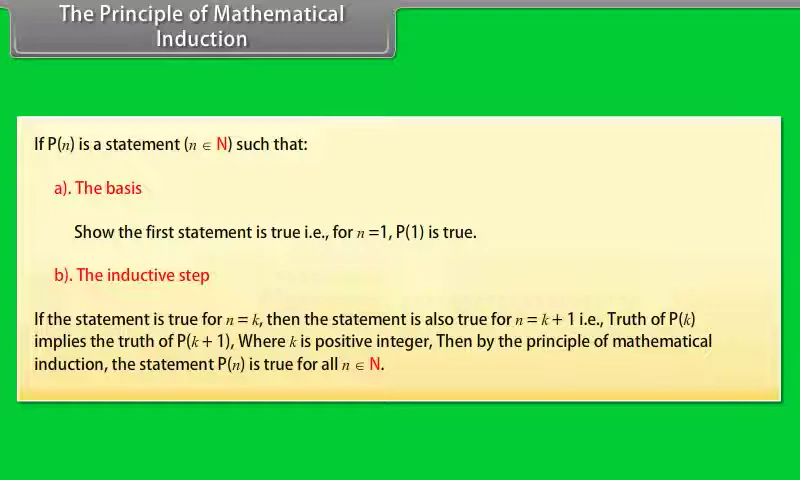 The Principle of Mathematical
Induction
If P(n) is a statement (n ∈ N) such that:
a). The basis
Show the first statement is true i.e., for n =1, P(1) is true.
b). The inductive step
If the statement is true for n = k, then the statement is also true for n = k + 1 i.e., Truth of P(k)
implies the truth of P(k + 1), Where k is positive integer, Then by the principle of mathematical
induction, the statement P(n) is true for all n ∈ N.